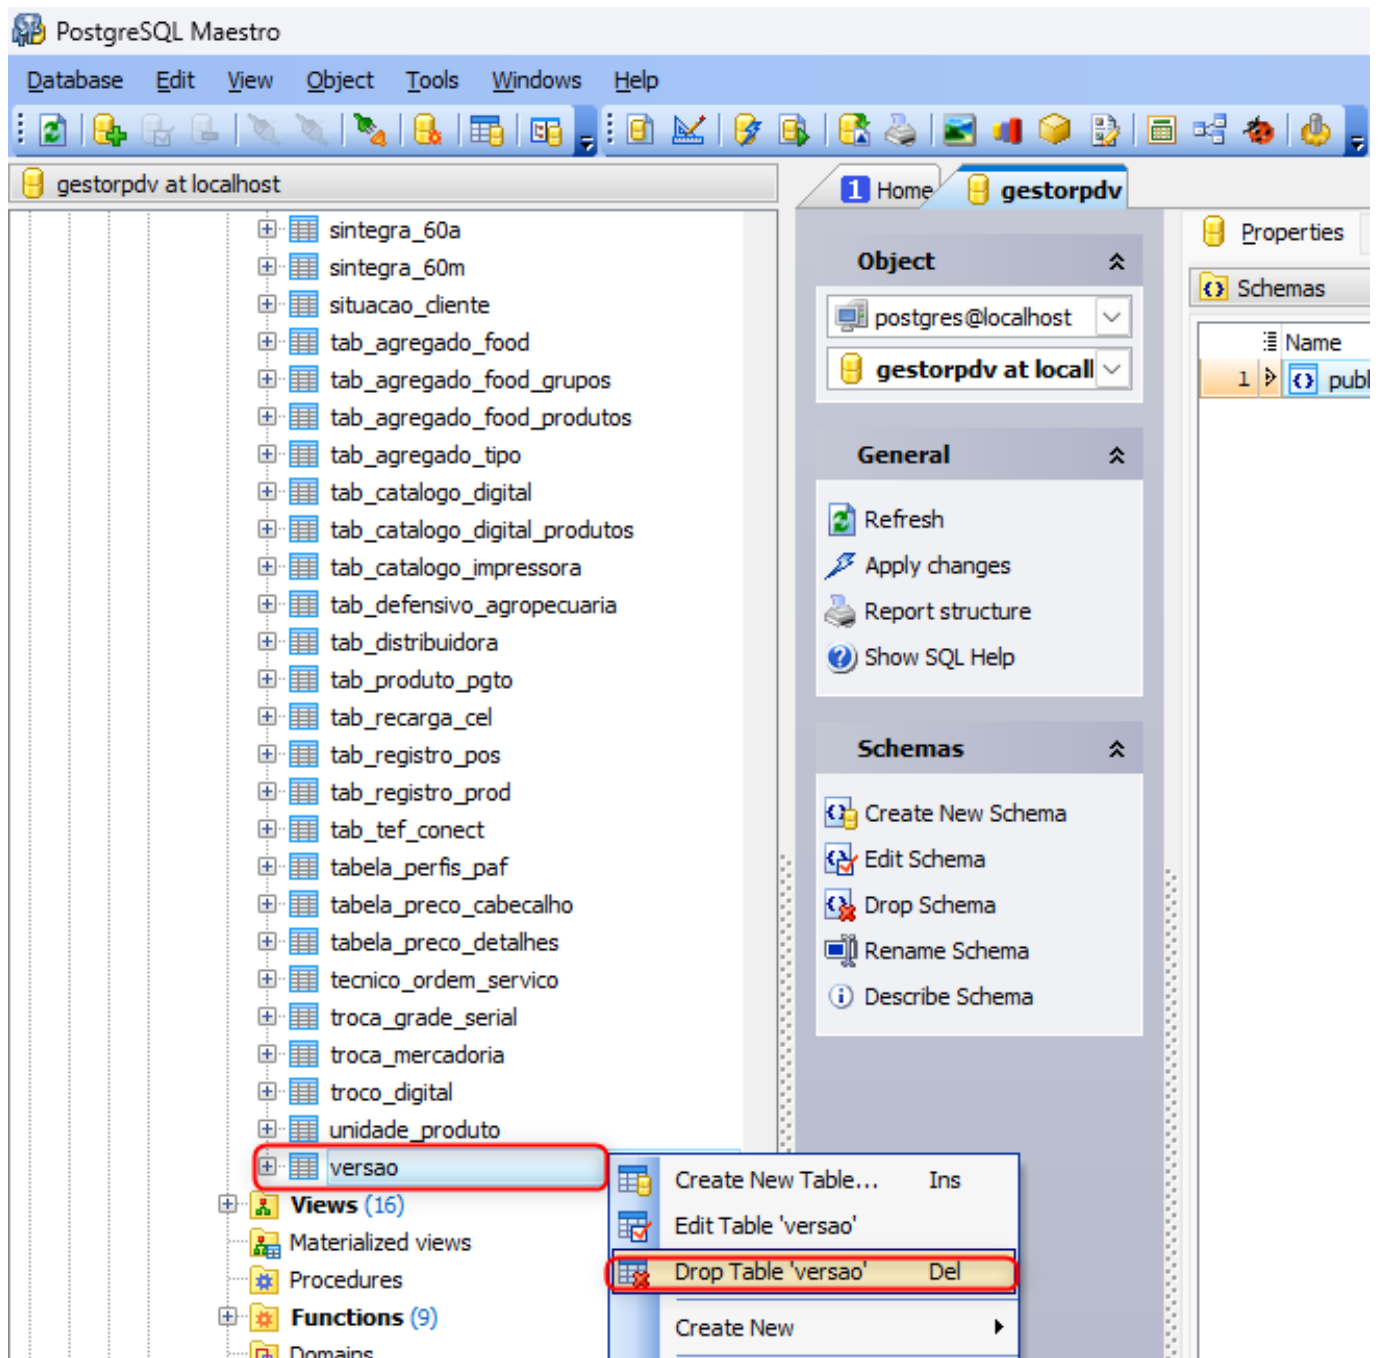 PostgreSQL Maestro
Database Edit View Object Tools Windows Help
gestorpdv at localhost
sintegra_60a
sintegra_60m
situacao_cliente
tab_agregado_food
tab_agregado_food_grupos
tab_agregado_food_produtos
tab_agregado_tipo
tab_catalogo_digital
tab_catalogo_digital_produtos
tab_catalogo_impressora
tab_defensivo_agropecuaria
tab_distribuidora
tab_produto_pgto
tab_recarga_cel
tab_registro_pos
tab_registro_prod
tab_tef_conect
tabela_perfis_paf
tabela_preco_cabecalho
tabela_preco_detalhes
tecnico_ordem_servico
troca_grade_serial
troca_mercadoria
troco_digital
unidade_produto
versao
Views (16)
Materialized views
Procedures
Functions (9)
Domains
Create New Table... Ins
Edit Table 'versao'
Drop Table 'versao' Del
Create New
1 Home gestorpdv
Object
postgres@localhost
gestorpdv at locall
General
Refresh
Apply changes
Report structure
Show SQL Help
Schemas
Create New Schema
Edit Schema
Drop Schema
Rename Schema
Describe Schema
Properties
Schemas
Name
1 publ